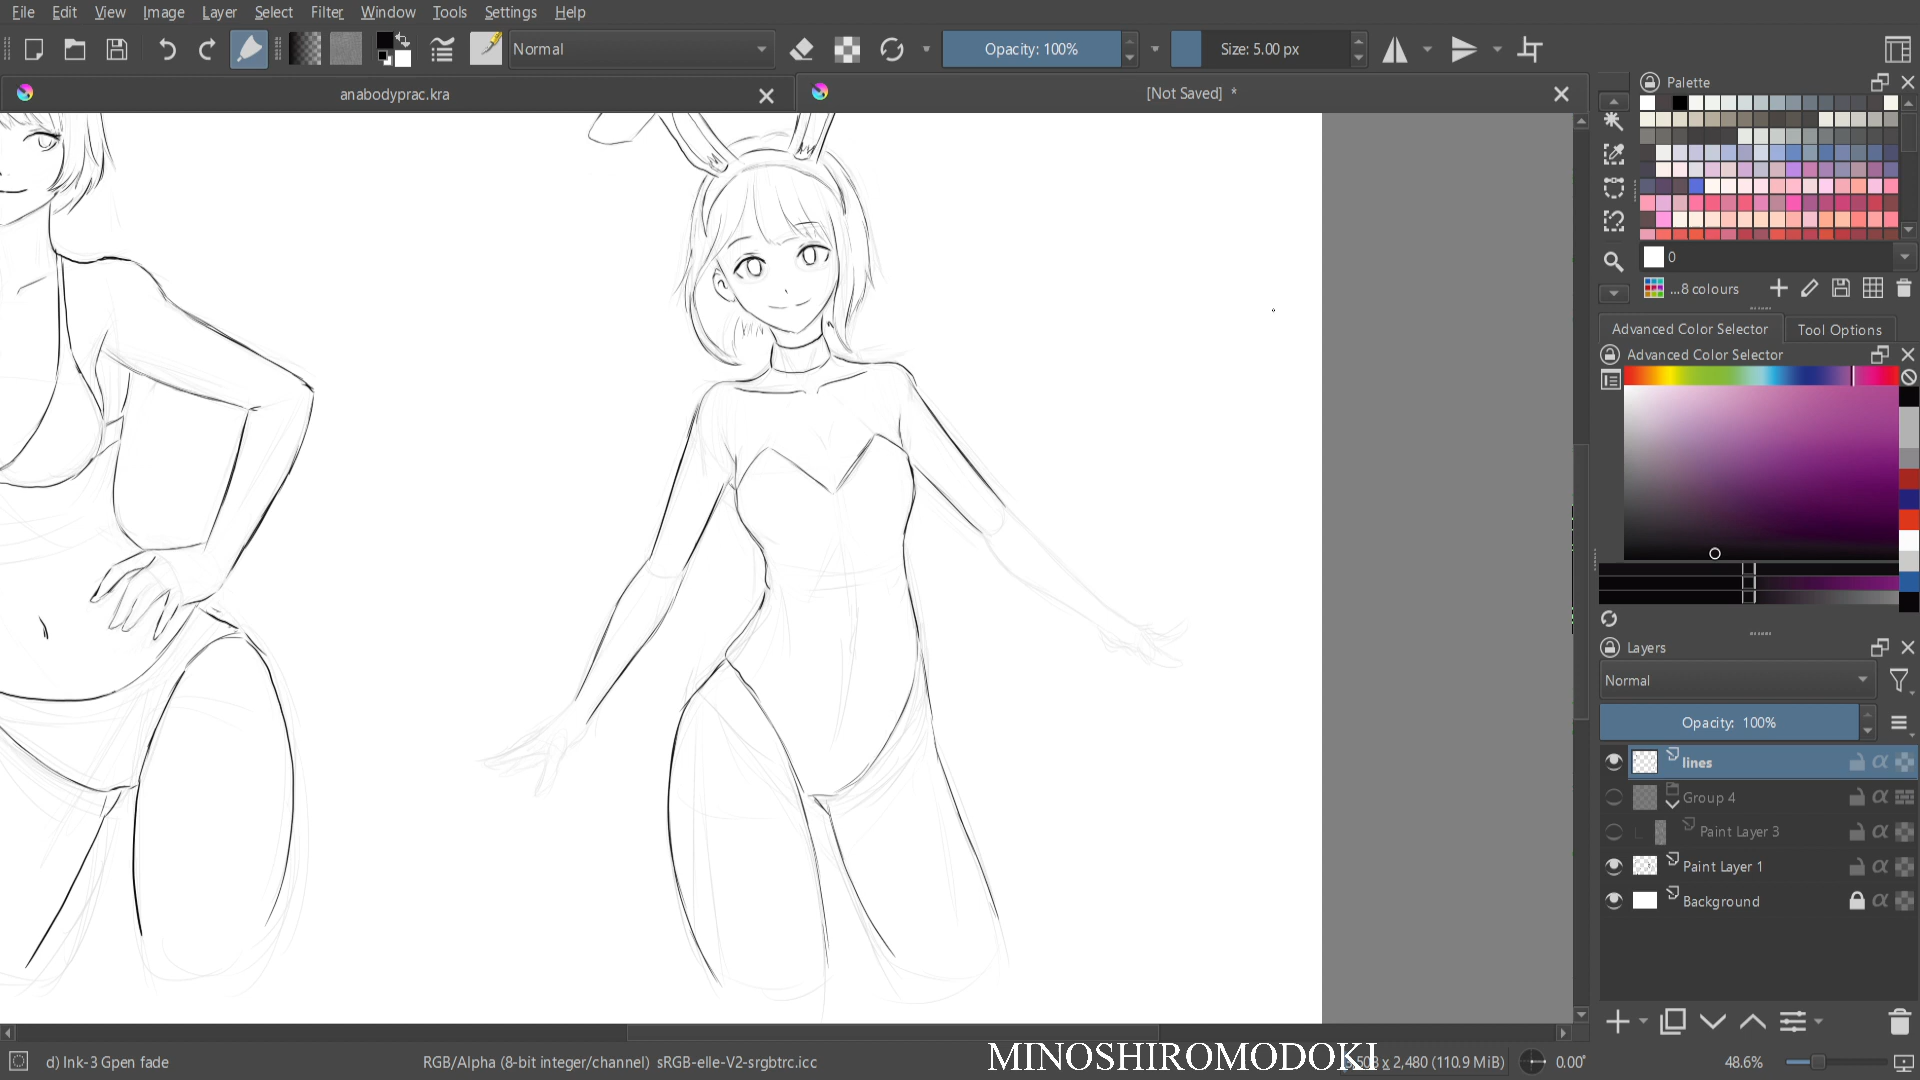 File Edit View Image Layer Select Filter Layer Window Tools Settings Help
Normal Opacity: 100% Size: 5.00 px
anabodyprac.kra [Not Saved] *
Palette
0
...8 colours
Advanced Color Selector Tool Options
Advanced Color Selector
Layers
Normal
Opacity: 100%
lines
Group 4
Paint Layer 3
Paint Layer 1
Background
d) Ink-3 Gpen fade RGB/Alpha (8-bit integer/channel) sRGB-elle-V2-srgbtrc.icc MINOSHIROMODOKI x 2,480 (110.9 MiB) 0.00° 48.6%